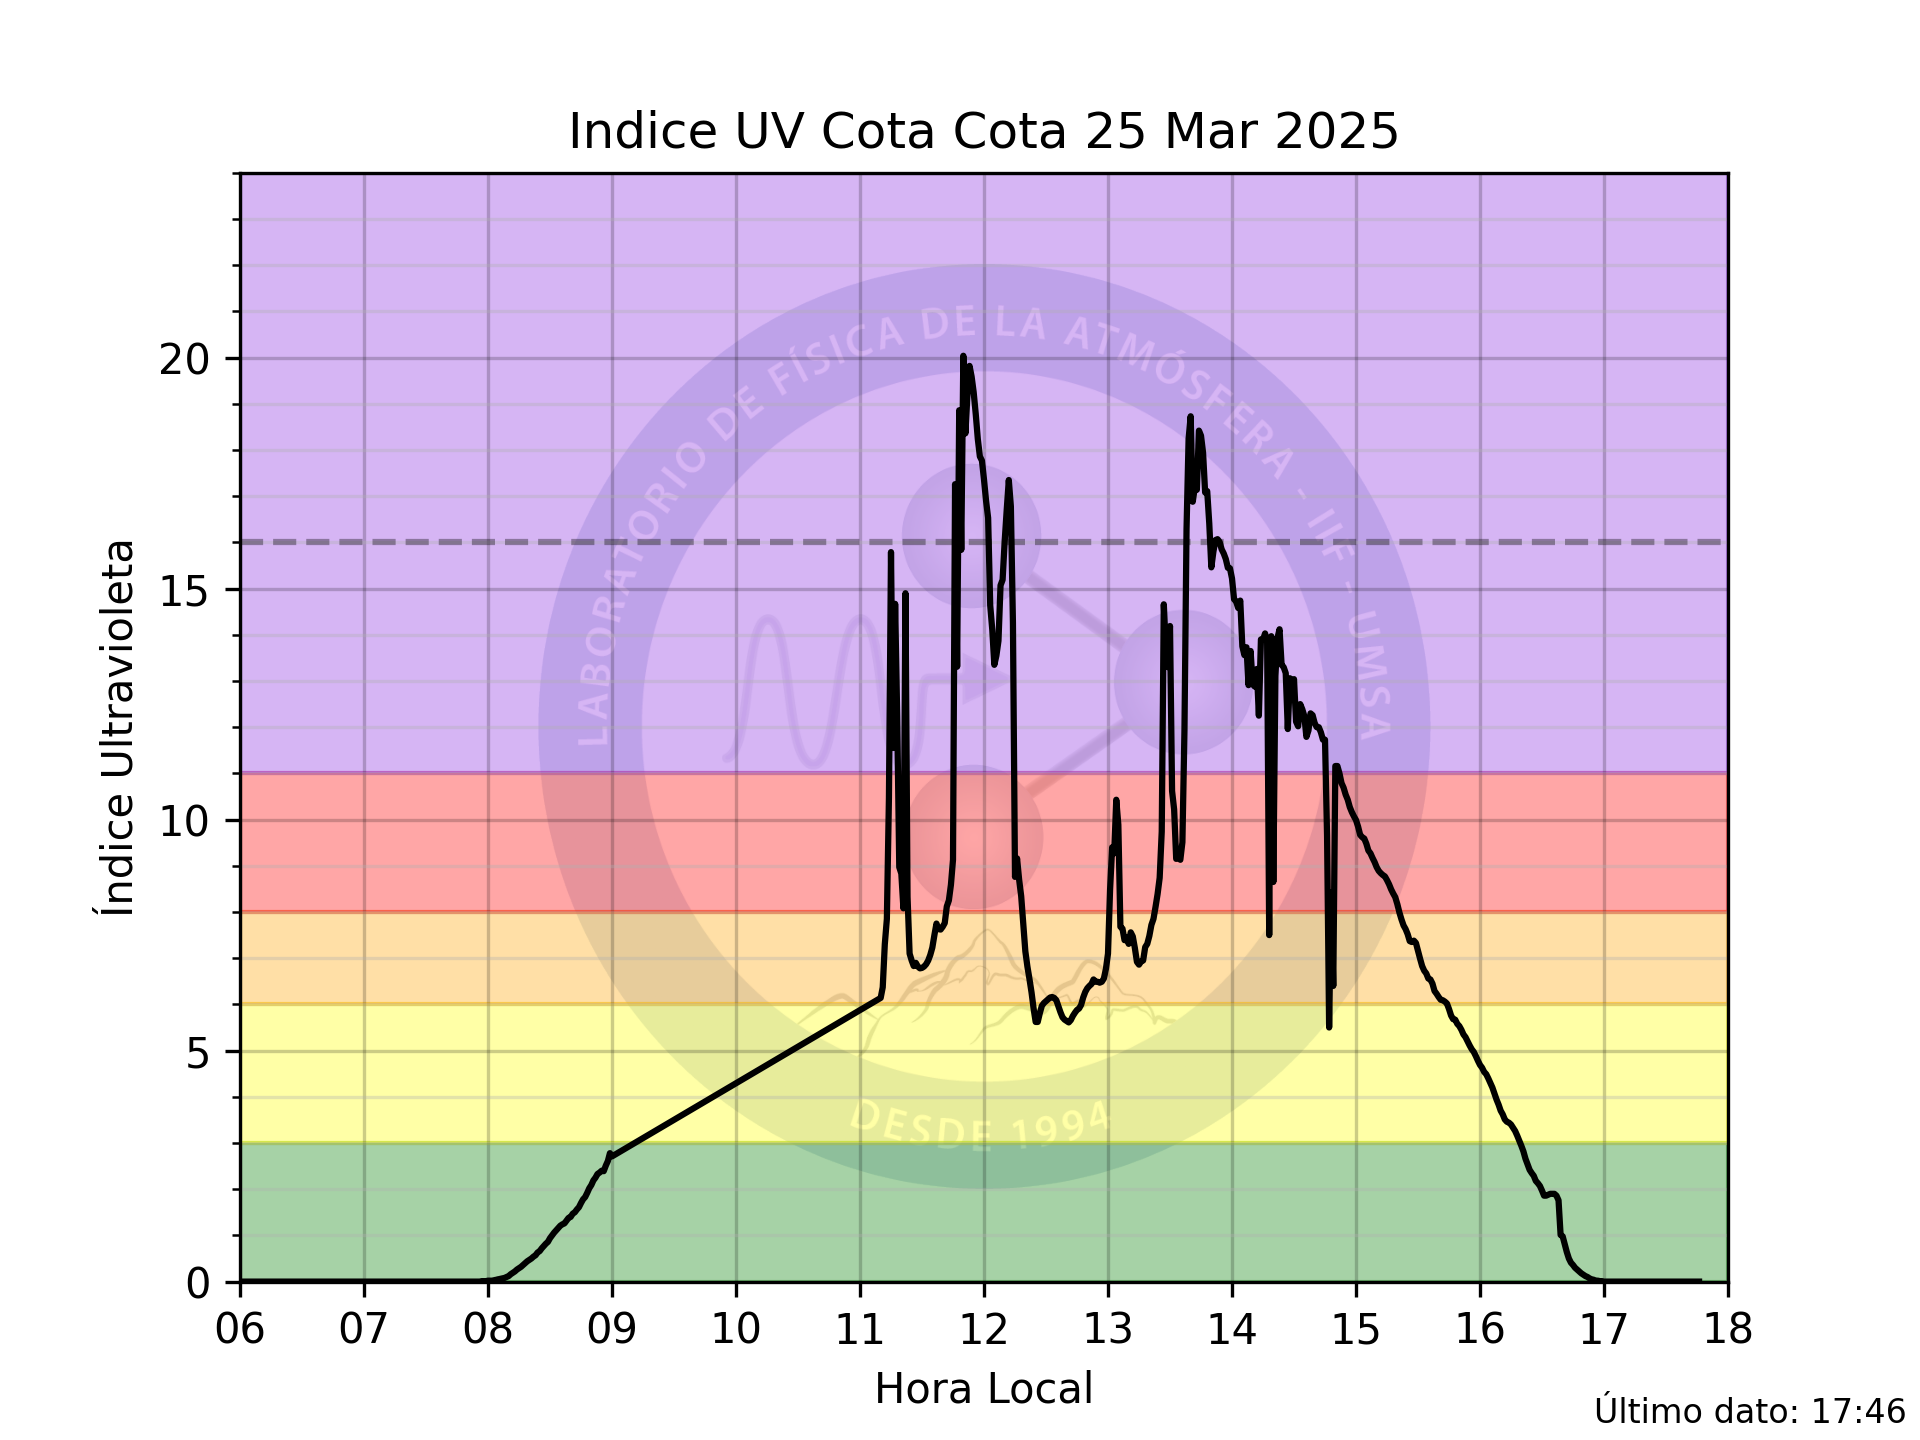 Indice UV Cota Cota 25 Mar 2025
Índice Ultravioleta
20
15
10
5
0
LABORATORIO DE FÍSICA DE LA ATMÓSFERA - IIF - UMSA
DESDE 1994
06 07 08 09 10 11 12 13 14 15 16 17 18
Hora Local
Último dato: 17:46